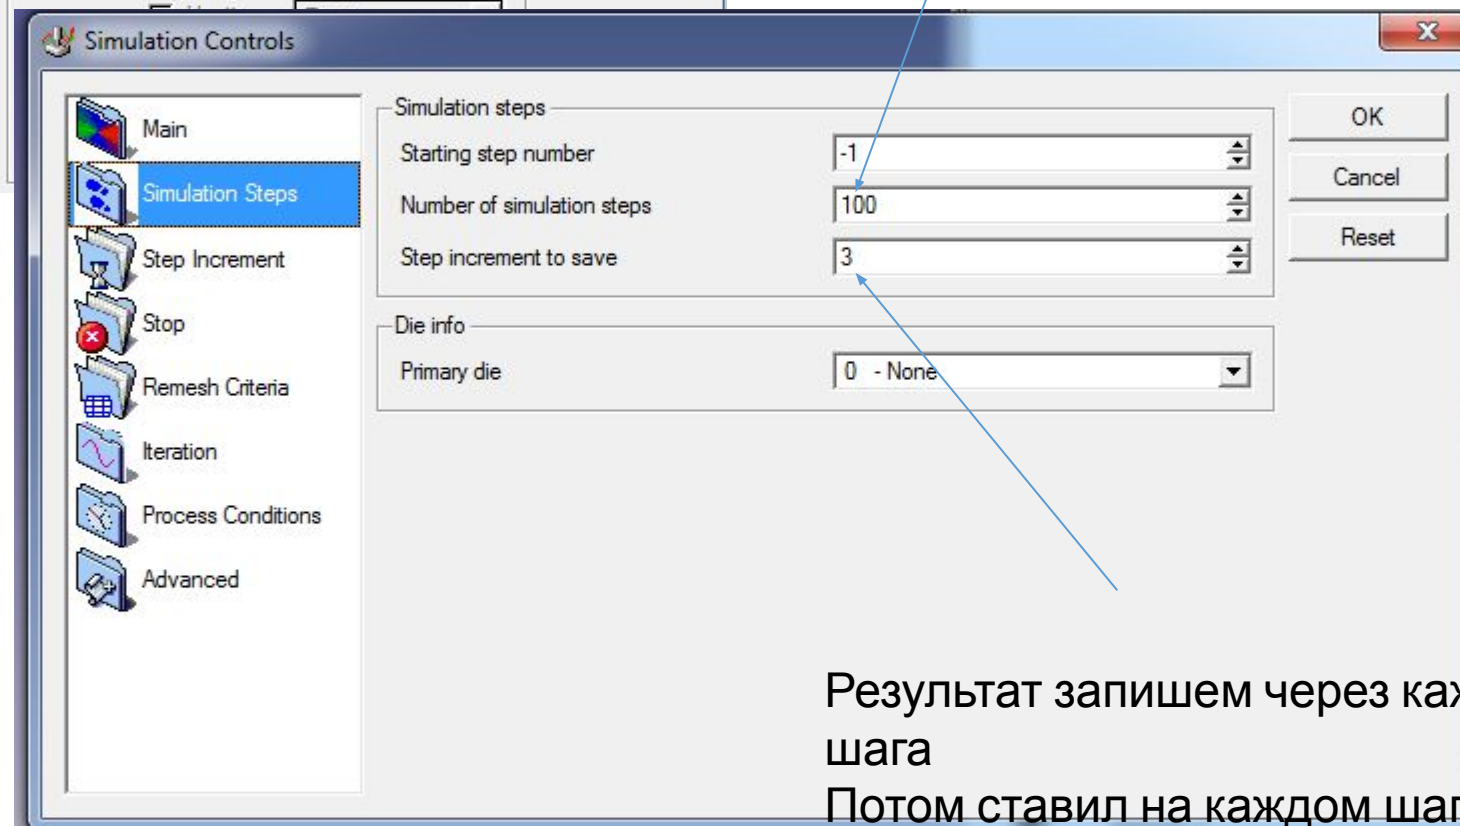 Simulation Controls
Main
Simulation Steps
Step Increment
Stop
Remesh Criteria
Iteration
Process Conditions
Advanced
Simulation steps
Starting step number -1
Number of simulation steps 100
Step increment to save 3
Die info
Primary die 0 - None
OK
Cancel
Reset
Результат запишем через
шага
Потом ставил на каждом